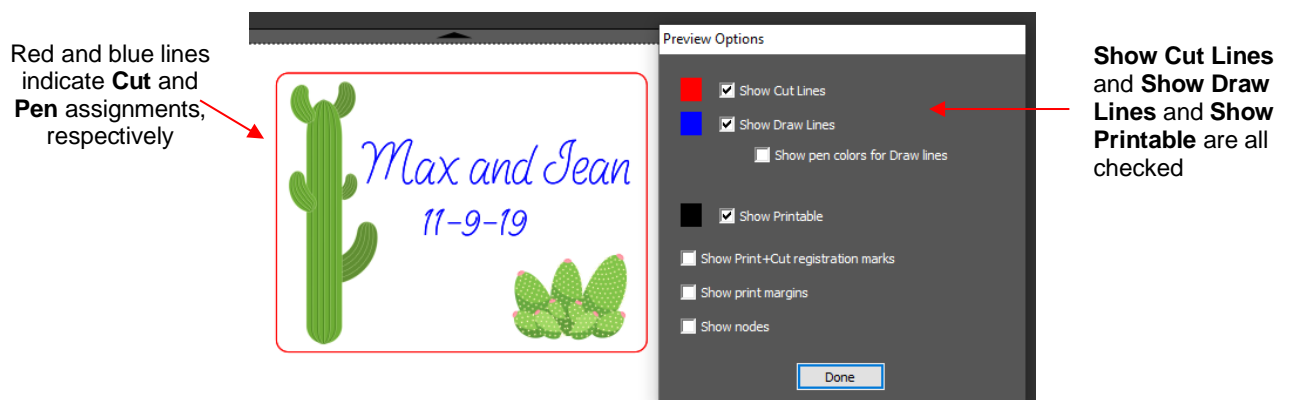 Red and blue lines
indicate Cut and
Pen assignments,
respectively
Max and Jean
11-9-19
Preview Options
Show Cut Lines
Show Draw Lines
Show pen colors for Draw lines
Show Printable
Show Print+Cut registration marks
Show print margins
Show nodes
Done
Show Cut Lines
and Show Draw
Lines and Show
Printable are all
checked